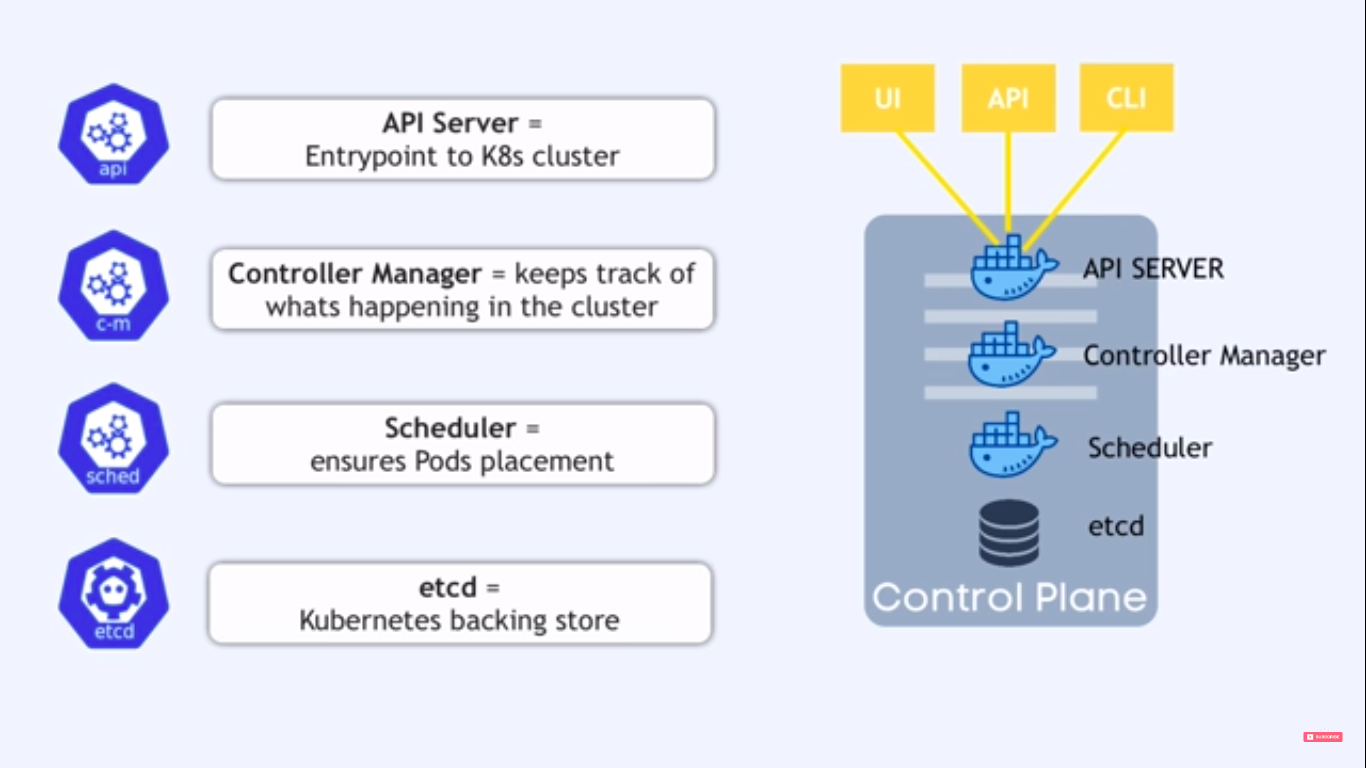 api
API Server =
Entrypoint to K8s cluster
c-m
Controller Manager = keeps track of
whats happening in the cluster
sched
Scheduler =
ensures Pods placement
etcd
etcd =
Kubernetes backing store
UI
API
CLI
API SERVER
Controller Manager
Scheduler
etcd
Control Plane
SUBSCRIBE